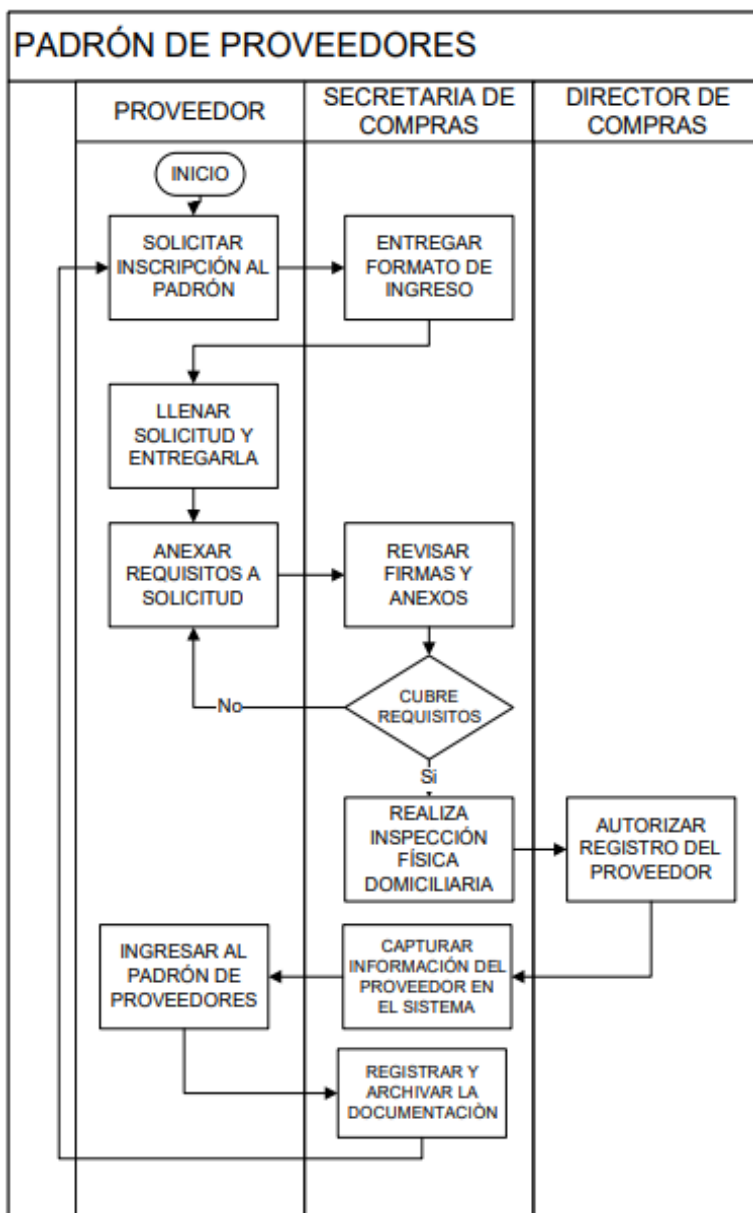 PADRÓN DE PROVEEDORES
PROVEEDOR
SECRETARIA DE
COMPRAS
DIRECTOR DE
COMPRAS
INICIO
SOLICITAR
INSCRIPCIÓN AL
PADRÓN
ENTREGAR
FORMATO DE
INGRESO
LLENAR
SOLICITUD Y
ENTREGARLA
ANEXAR
REQUISITOS A
SOLICITUD
REVISAR
FIRMAS Y
ANEXOS
CUBRE
REQUISITOS
No
Si
REALIZA
INSPECCIÓN
FÍSICA
DOMICILIARIA
AUTORIZAR
REGISTRO DEL
PROVEEDOR
CAPTURAR
INFORMACIÓN DEL
PROVEEDOR EN
EL SISTEMA
INGRESAR AL
PADRÓN DE
PROVEEDORES
REGISTRAR Y
ARCHIVAR LA
DOCUMENTACIÒN